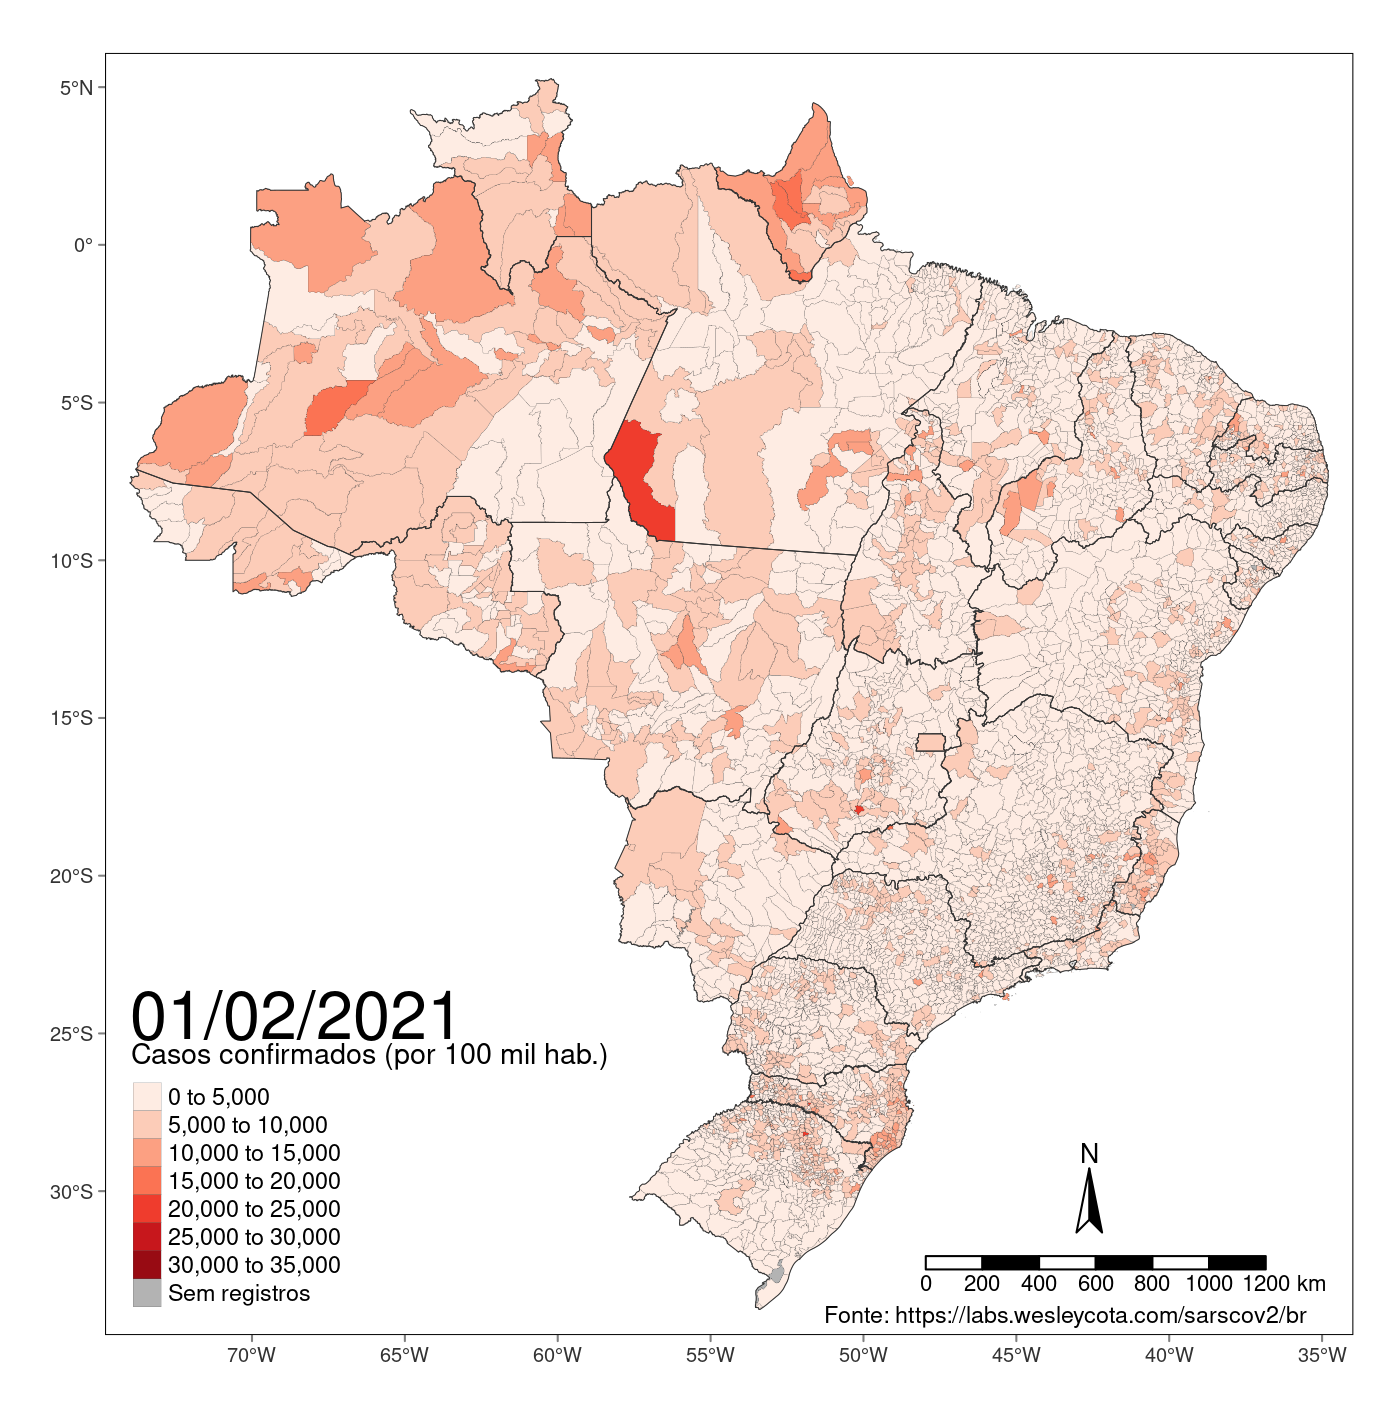 5°N
0°
5°S
10°S
15°S
20°S
25°S
30°S
01/02/2021
Casos confirmados (por 100 mil hab.)
0 to 5,000
5,000 to 10,000
10,000 to 15,000
15,000 to 20,000
20,000 to 25,000
25,000 to 30,000
30,000 to 35,000
Sem registros
N
0 200 400 600 800 1000 1200 km
Fonte: https://labs.wesleycota.com/sarscov2/br
70°W 65°W 60°W 55°W 50°W 45°W 40°W 35°W